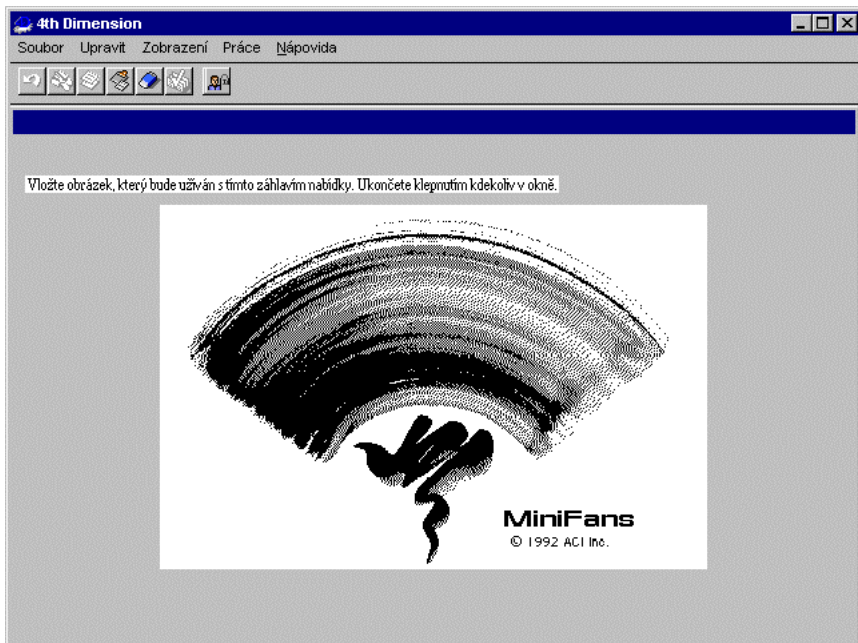 4th Dimension
Soubor Upravit Zobrazení Práce Nápovida
Vložte obrázek, který bude užíván s tímto záhlavím nabídky. Ukončete klepnutím kdekoliv v okně.
MiniFans
© 1992 ACI Inc.